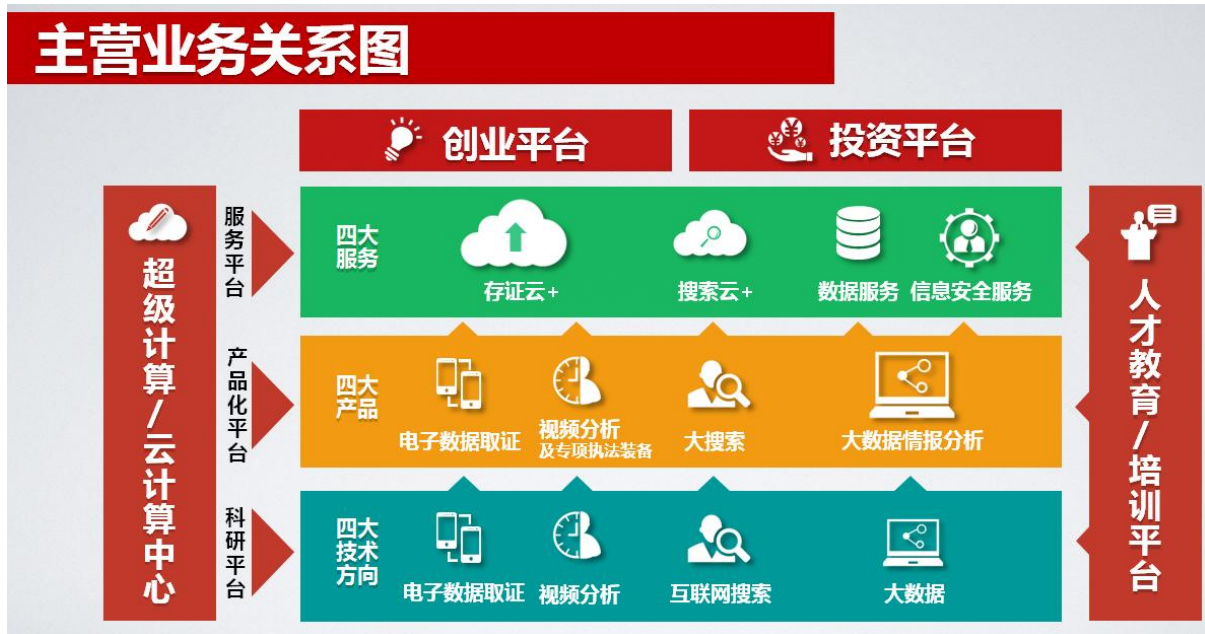 主营业务关系图
创业平台
投资平台
超级计算/云计算中心
服务平台
四大
服务
存证云+
搜索云+
数据服务
信息安全服务
产品化平台
四大
产品
电子数据取证
视频分析
及专项执法装备
大搜索
大数据情报分析
科研平台
四大
技术
方向
电子数据取证
视频分析
互联网搜索
大数据
人才教育/培训平台